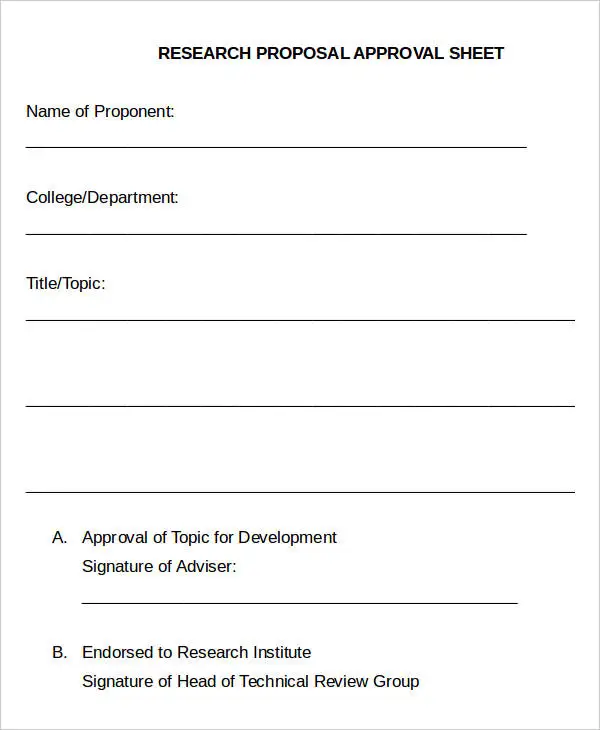 RESEARCH PROPOSAL APPROVAL SHEET
Name of Proponent:
College/Department:
Title/Topic:
A. Approval of Topic for Development
Signature of Adviser:
B. Endorsed to Research Institute
Signature of Head of Technical Review Group